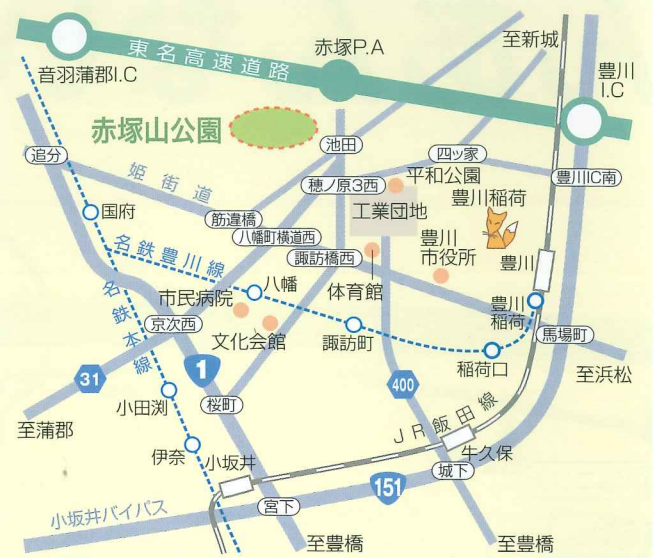 至新城
赤塚P.A
東名高速道路
音羽蒲郡I.C
豊川
I.C
赤塚山公園
池田
追分
四ッ家
姫街道
穂ノ原3西
平和公園
豊川IC南
国府
筋違橋
工業団地
豊川稲荷
八幡町横道西
名鉄豊川線
諏訪橋西
豊川
市役所
豊川
八幡
体育館
市民病院
豊川
稲荷
名鉄本線
京次西
文化会館
諏訪町
馬場町
稲荷口
至浜松
1
31
400
小田渕
桜町
JR飯田線
至蒲郡
伊奈
小坂井
牛久保
城下
151
宮下
小坂井バイパス
至豊橋
至豊橋